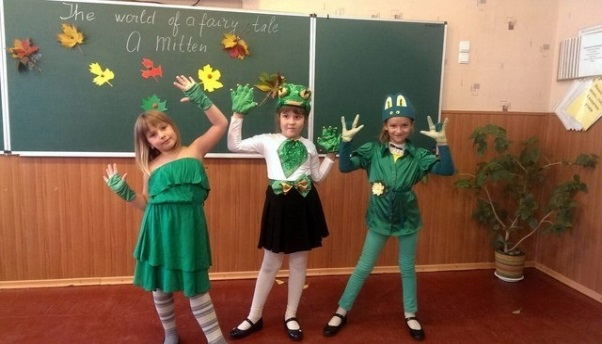 The world of a fairy tale
A Mitten